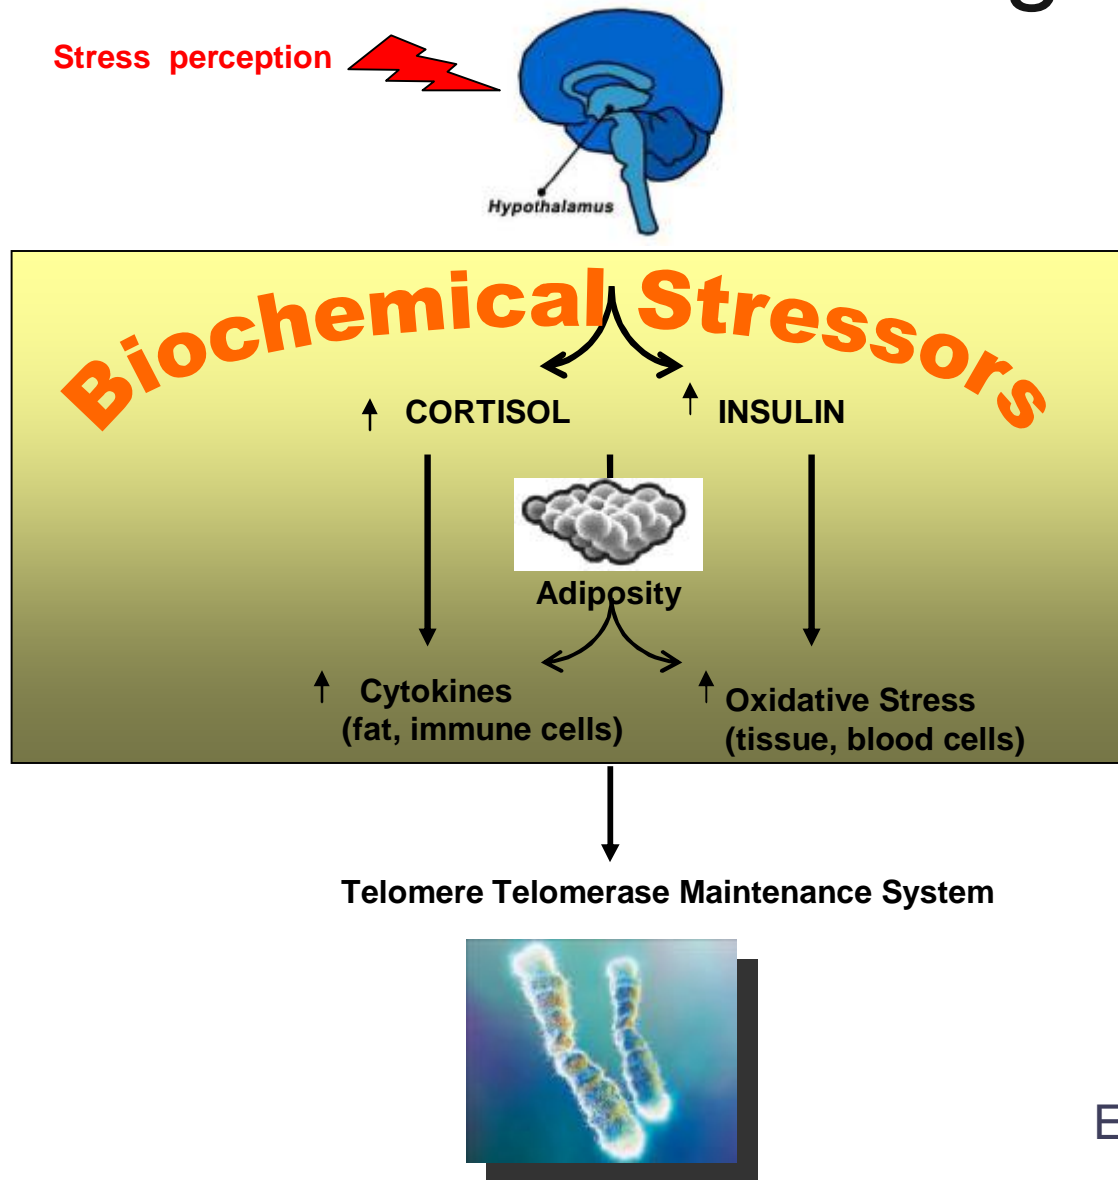 g
Stress perception
Hypothalamus
Biochemical Stressors
CORTISOL
INSULIN
Adiposity
Cytokines
(fat, immune cells)
Oxidative Stress
(tissue, blood cells)
Telomere Telomerase Maintenance System
E